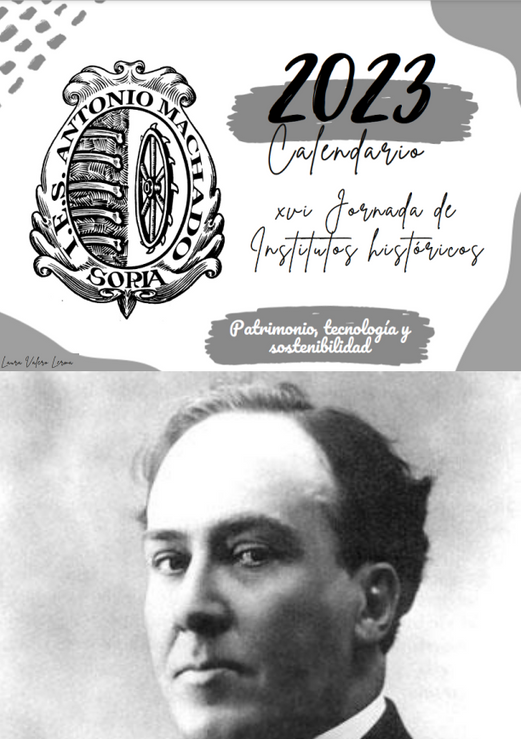 I.E.S. ANTONIO MACHADO
SORIA
2023
Calendario
xvi Jornada de
Institutos históricos
Patrimonio, tecnología y
sostenibilidad
Laura Valero Lerma